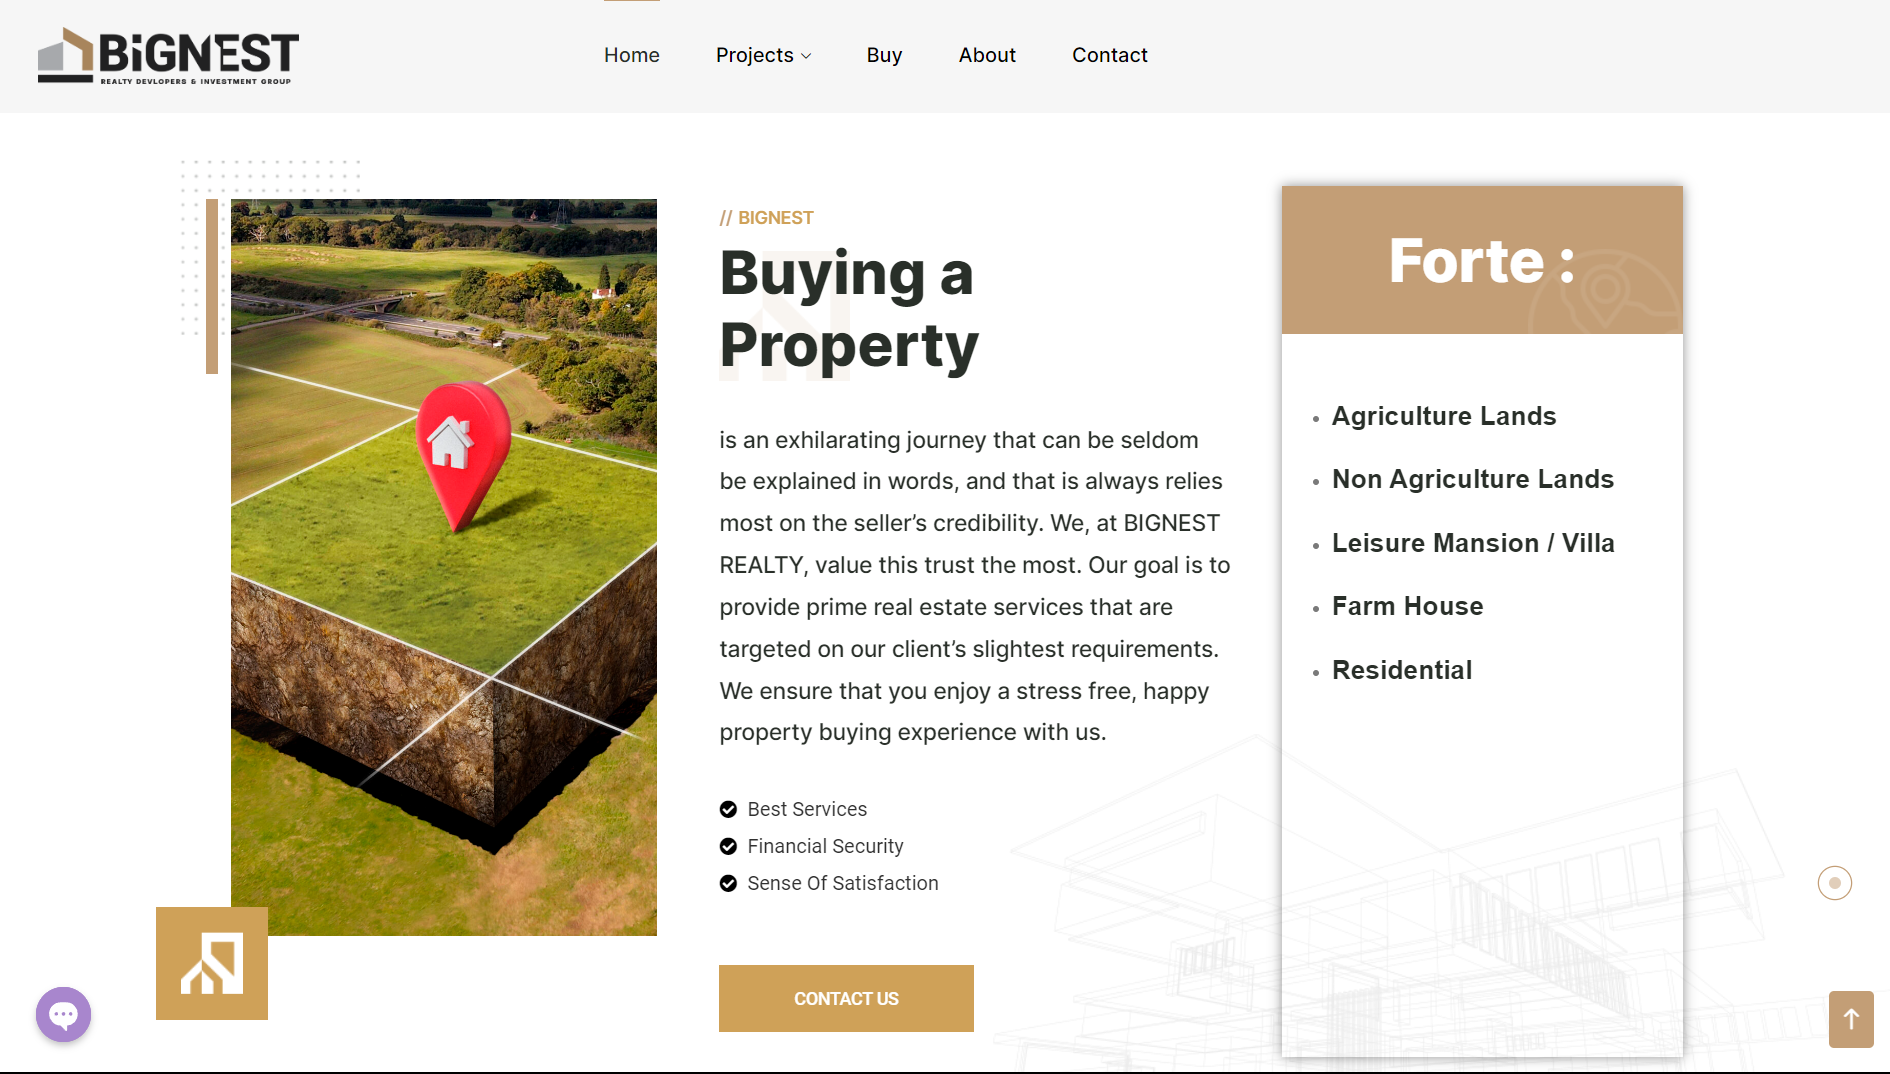 BiGNEST
REALTY DEVLOPERS & INVESTMENT GROUP
Home
Projects
Buy
About
Contact
// BIGNEST
Buying a
Property
is an exhilarating journey that can be seldom
be explained in words, and that is always relies
most on the seller’s credibility. We, at BIGNEST
REALTY, value this trust the most. Our goal is to
provide prime real estate services that are
targeted on our client’s slightest requirements.
We ensure that you enjoy a stress free, happy
property buying experience with us.
Best Services
Financial Security
Sense Of Satisfaction
CONTACT US
Forte :
Agriculture Lands
Non Agriculture Lands
Leisure Mansion / Villa
Farm House
Residential